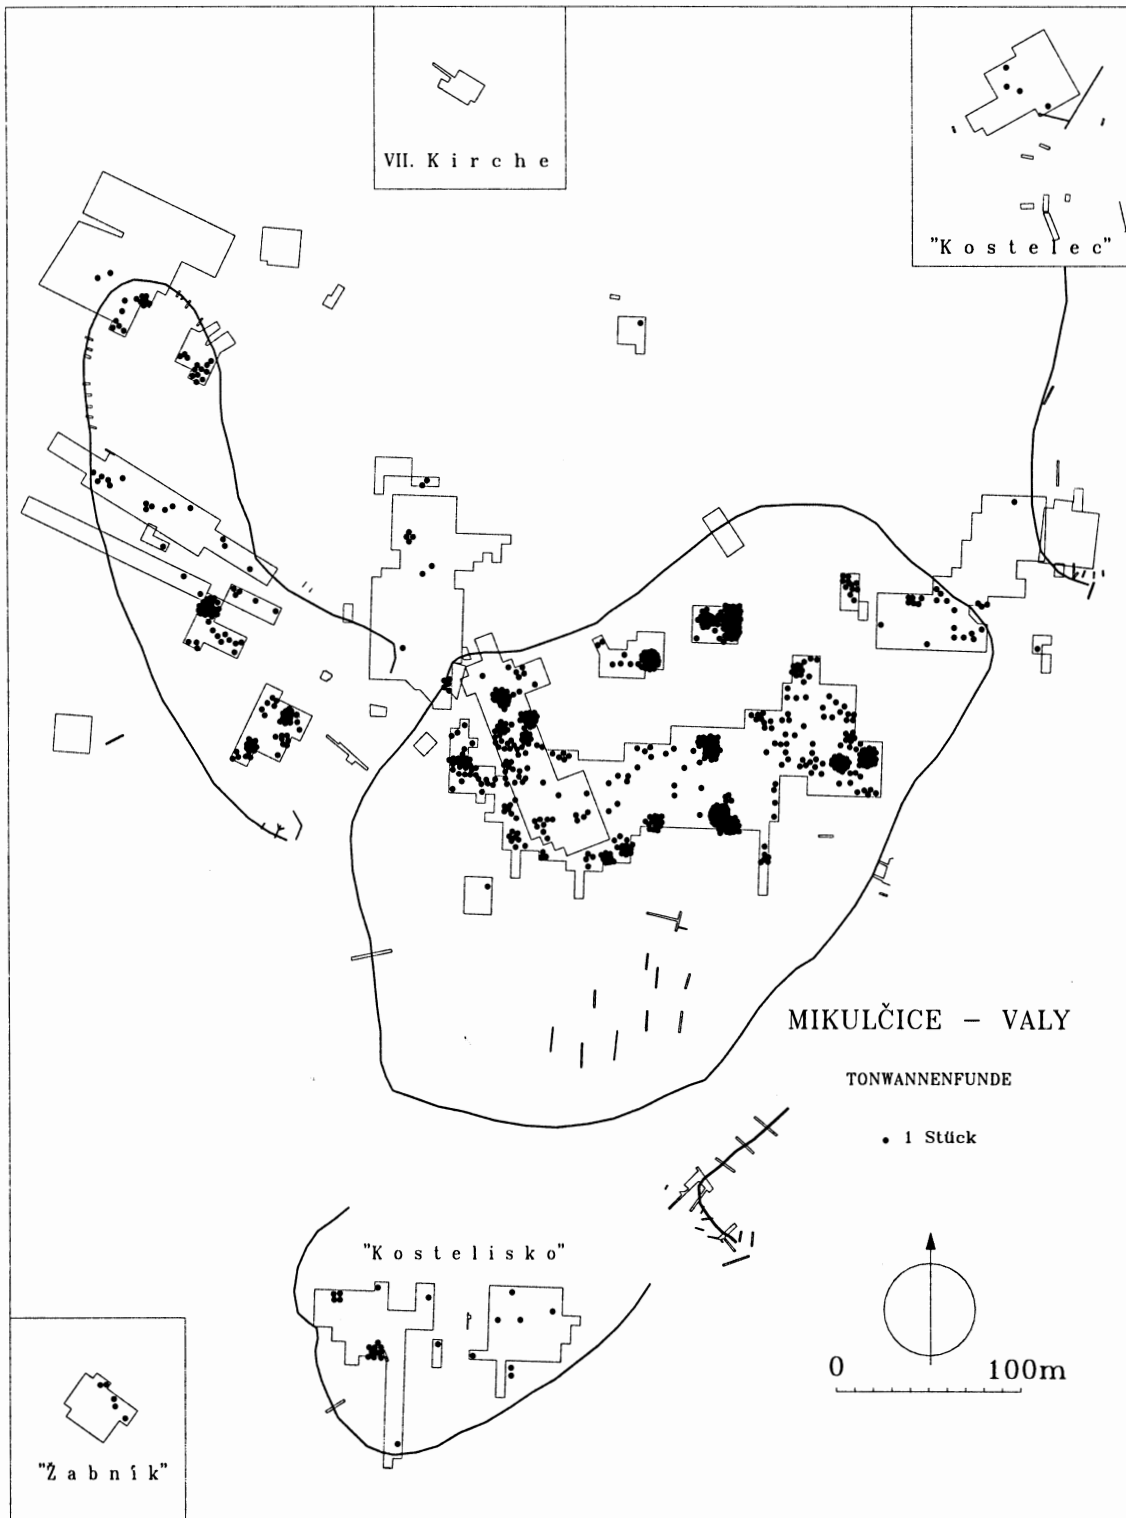 VII. Kirche
"Kostelec"
MIKULČICE – VALY
TONWANNENFUNDE
• 1 Stück
"Kostelisko"
0 100m
"Žabník"